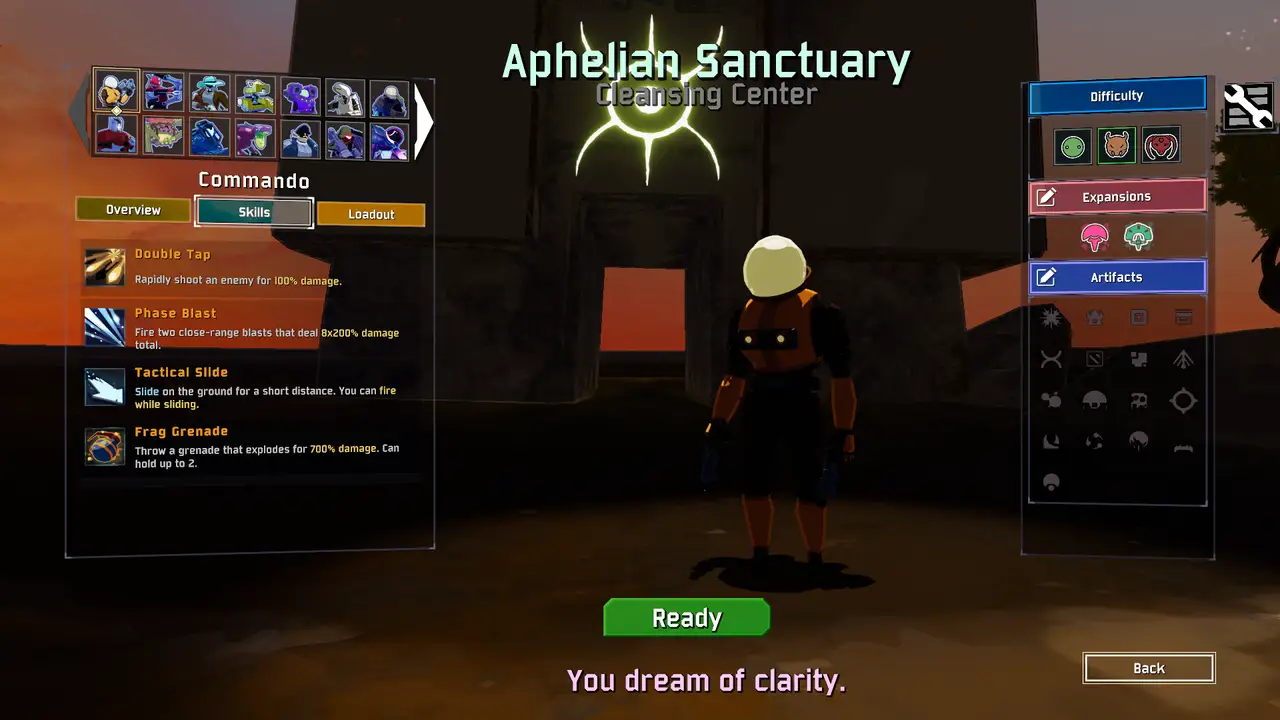 Aphelian Sanctuary
Cleansing Center
Commando
Overview
Skills
Loadout
Double Tap
Rapidly shoot an enemy for 100% damage.
Phase Blast
Fire two close-range blasts that deal 8x200% damage
total.
Tactical Slide
Slide on the ground for a short distance. You can fire
while sliding.
Frag Grenade
Throw a grenade that explodes for 700% damage. Can
hold up to 2.
Difficulty
Expansions
Artifacts
Ready
You dream of clarity.
Back